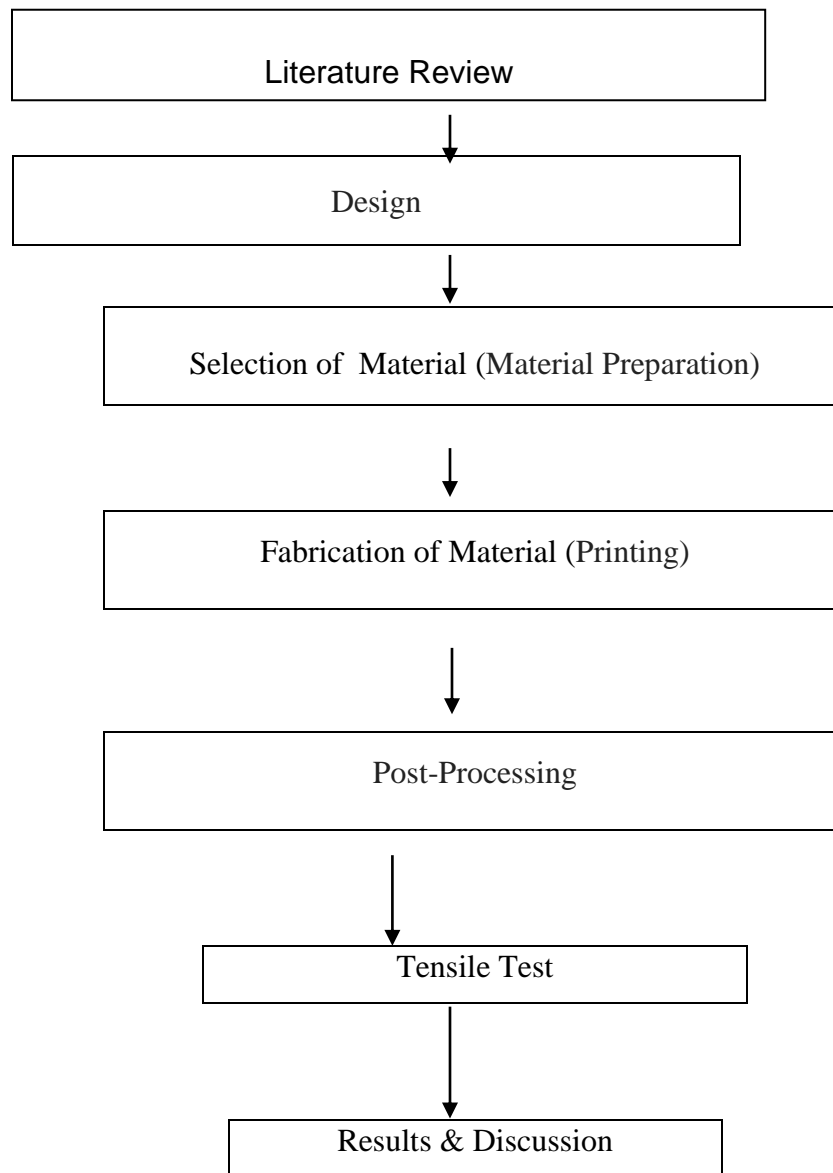 Literature Review
Design
Selection of  Material (Material Preparation)
Fabrication of Material (Printing)
Post-Processing
Tensile Test
Results & Discussion